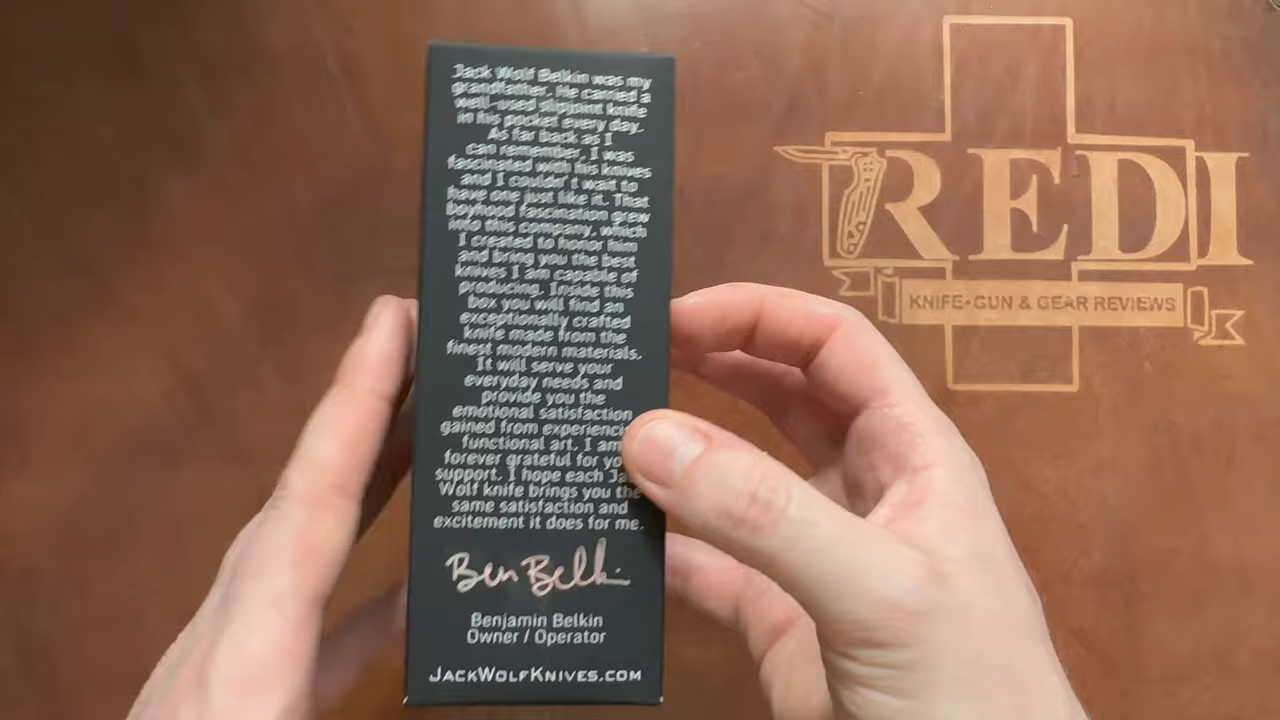 Jack Wolf Belkin was my
grandfather. He carried a
well-used slipjoint knife
in his pocket every day.
As far back as I
can remember, I was
fascinated with his knives
and I couldn't wait to
have one just like it. That
boyhood fascination grew
into this company, which
I created to honor him
and bring you the best
knives I am capable of
producing. Inside this
box you will find an
exceptionally crafted
knife made from the
finest modern materials.
It will serve your
everyday needs and
provide you the
emotional satisfaction
gained from
functional art. I am
forever grateful for
support. I hope each
Wolf knife brings you the
same satisfaction and
excitement it does for me.
Ben Belkin
Benjamin Belkin
Owner / Operator
JackWolfKnives.com
REDI
KNIFE•GUN & GEAR REVIEWS